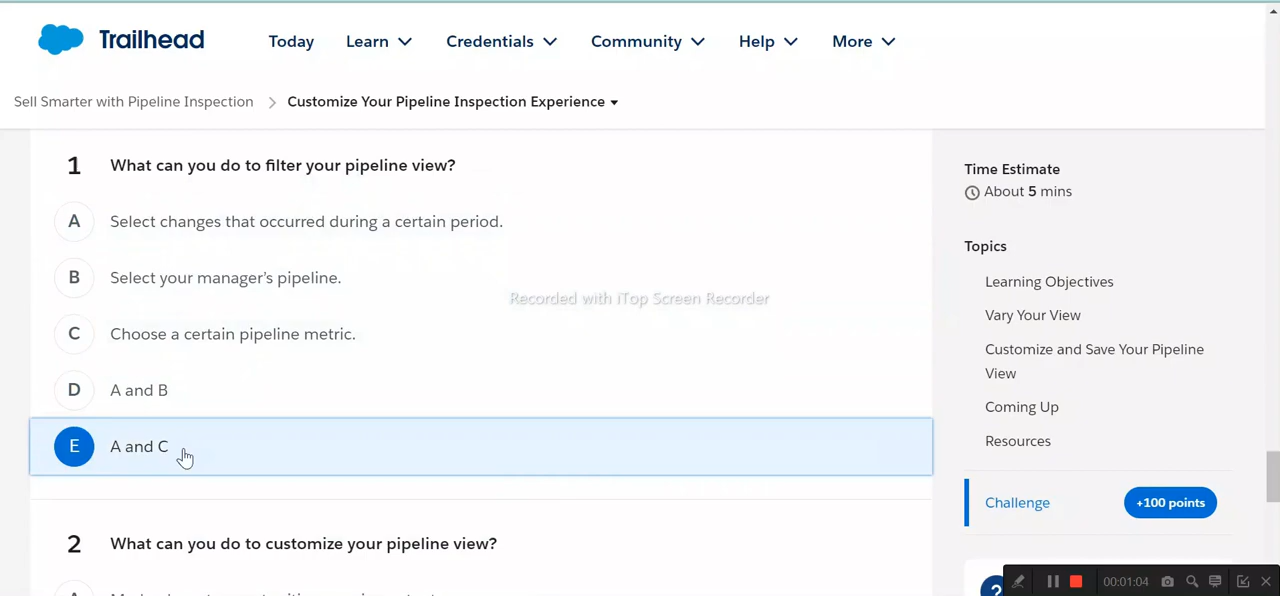 Trailhead
Today
Learn
Credentials
Community
Help
More
Sell Smarter with Pipeline Inspection
Customize Your Pipeline Inspection Experience
1 What can you do to filter your pipeline view?
A Select changes that occurred during a certain period.
B Select your manager's pipeline.
C Choose a certain pipeline metric.
D A and B
E A and C
2 What can you do to customize your pipeline view?
Recorded with iTop Screen Recorder
Time Estimate
About 5 mins
Topics
Learning Objectives
Vary Your View
Customize and Save Your Pipeline
View
Coming Up
Resources
Challenge
+100 points
?
00:01:04